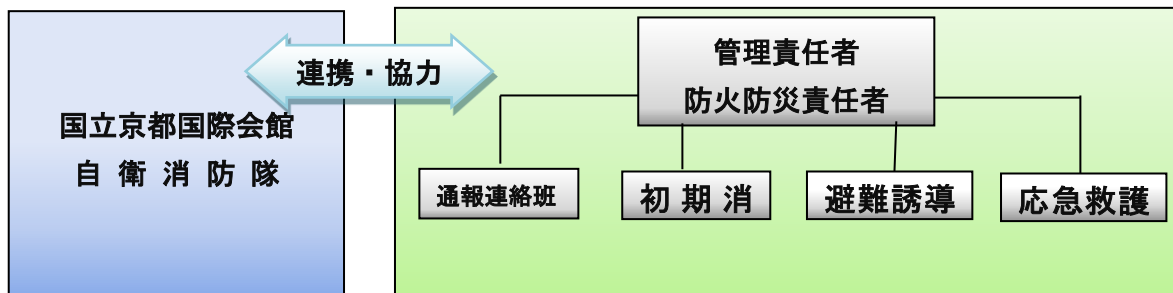 国立京都国際会館
自衛消防隊
連携・協力
管理責任者
防火防災責任者
通報連絡班
初期消
避難誘導
応急救護